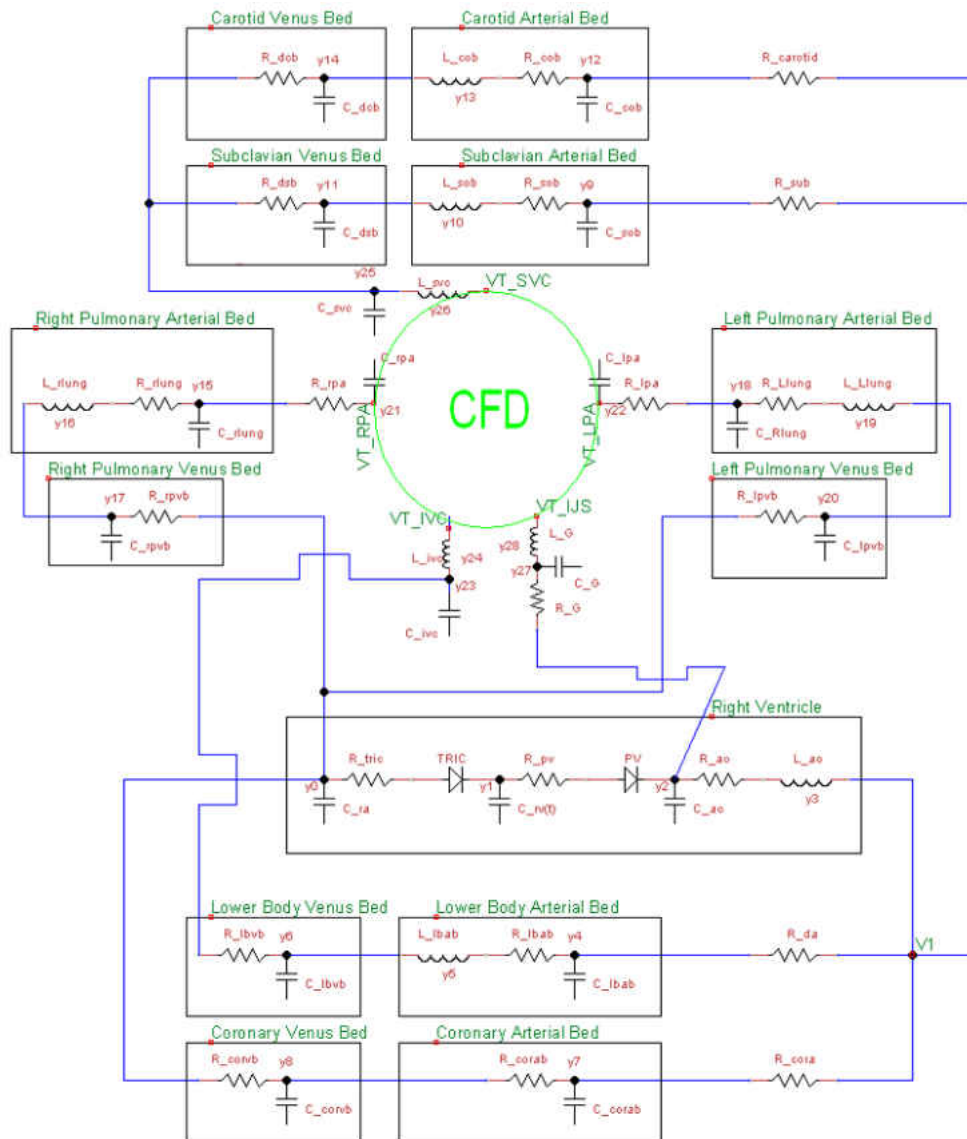 Carotid Venus Bed
Carotid Arterial Bed
R_dcb
y14
L_cob
R_cob
y12
R_carotid
y13
C_dcb
C_cob
Subclavian Venus Bed
Subclavian Arterial Bed
R_dsb
y11
L_sob
R_sob
y9
R_sub
y10
C_dsb
C_sob
y25
L_svc
VT_SVC
y26
C_svc
Right Pulmonary Arterial Bed
Left Pulmonary Arterial Bed
C_rpa
C_lpa
L_rlung
R_rlung
y15
R_rpa
R_lpa
y18
R_Llung
L_Llung
CFD
y16
y21
y22
y19
C_rlung
C_Rlung
VT_RPA
VT_LPA
Right Pulmonary Venus Bed
Left Pulmonary Venus Bed
y17
R_rpvb
R_lpvb
y20
VT_IVC
VT_IJS
C_rpvb
C_lpvb
L_ivc
y24
y28
L_G
y23
y27
C_G
R_G
C_ivc
Right Ventricle
R_tric
TRIC
R_pv
PV
R_ao
L_ao
y0
y1
y2
y3
C_ra
C_rv(t)
C_ao
Lower Body Venus Bed
Lower Body Arterial Bed
R_lbvb
y6
L_lbab
R_lbab
y4
R_da
V1
y5
C_lbvb
C_lbab
Coronary Venus Bed
Coronary Arterial Bed
R_corvb
y8
R_corab
y7
R_cora
C_corvb
C_corab